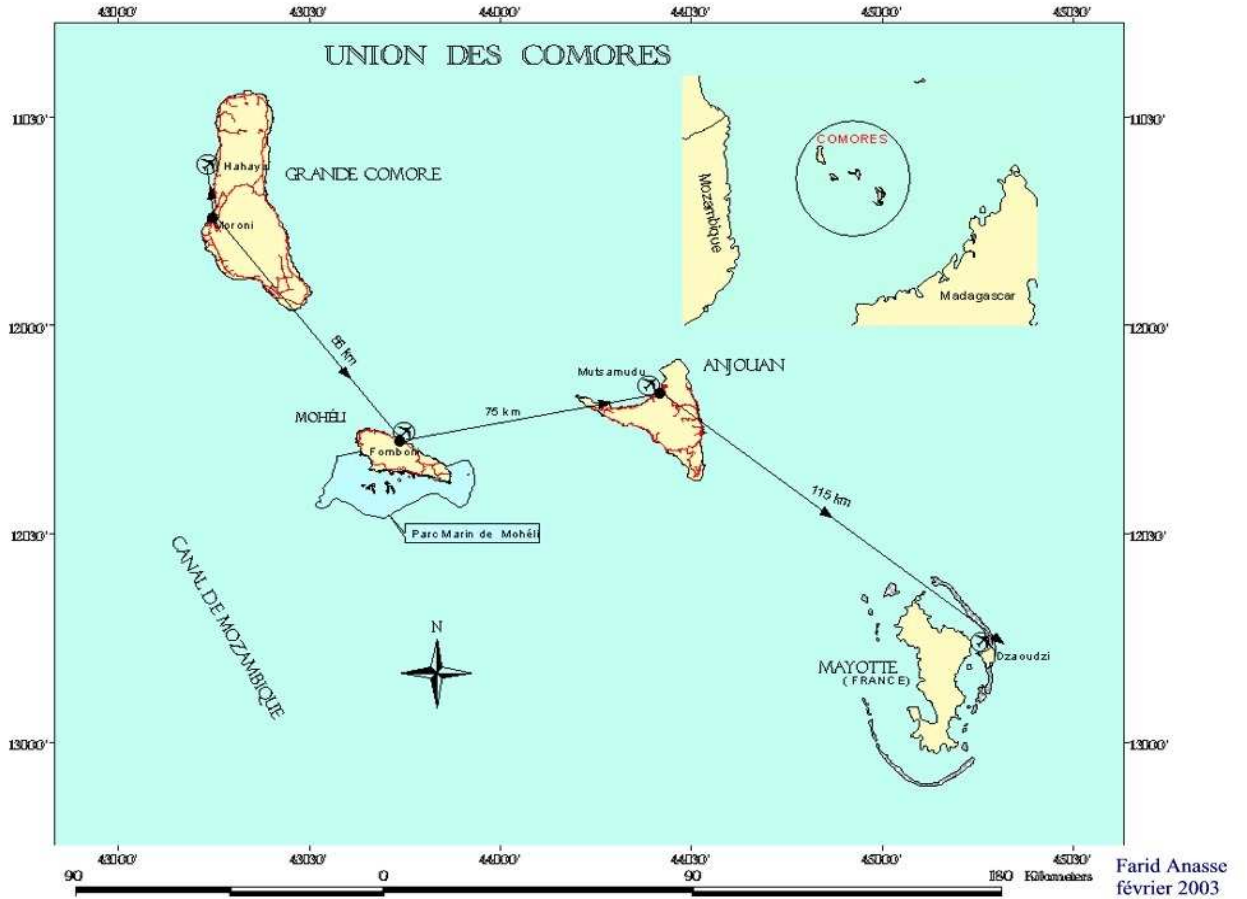 43°00' 43°30' 44°00' 44°30' 45°00' 45°30'
UNION DES COMORES
11°30' 11°30'
COMORES
Hahaya
GRANDE COMORE
Mozambique
Moroni
Madagascar
12°00' 12°00'
km
ANJOUAN
Mutsamudu
MOHÉLI
75 km
Fomboni
115 km
12°30' 12°30'
Parc Marin de Mohéli
CANAL DE MOZAMBIQUE
N
Dzaoudzi
MAYOTTE
(FRANCE)
13°00' 13°00'
43°00' 43°30' 44°00' 44°30' 45°00' 45°30'
90 0 90 180 Kilometers
Farid Anasse
février 2003